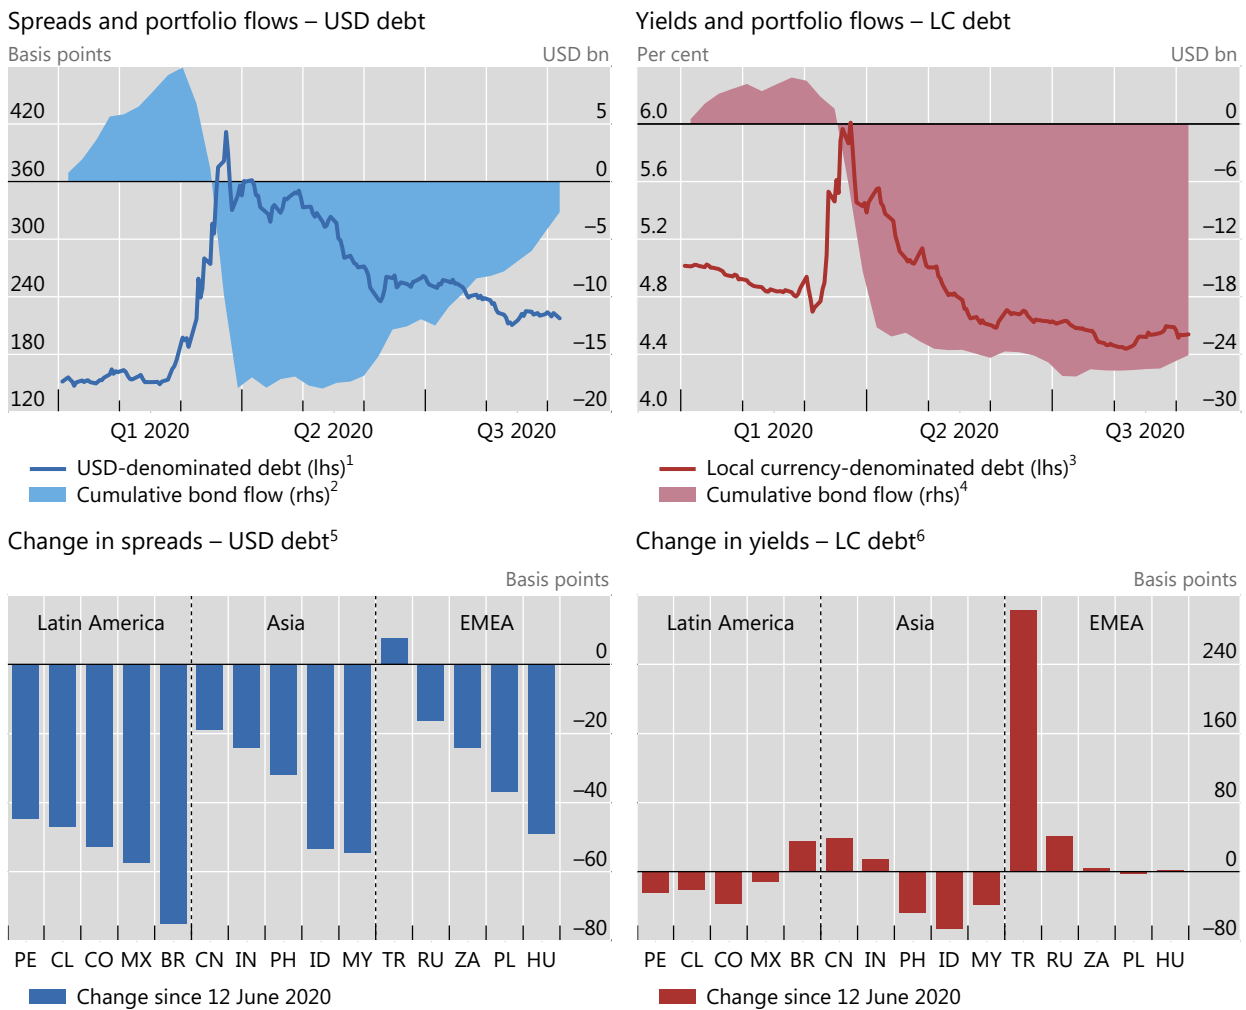 Spreads and portfolio flows – USD debt
Basis points USD bn
420 5
360 0
300 –5
240 –10
180 –15
120 –20
Q1 2020 Q2 2020 Q3 2020
USD-denominated debt (lhs)1
Cumulative bond flow (rhs)2
Yields and portfolio flows – LC debt
Per cent USD bn
6.0 0
5.6 –6
5.2 –12
4.8 –18
4.4 –24
4.0 –30
Q1 2020 Q2 2020 Q3 2020
Local currency-denominated debt (lhs)3
Cumulative bond flow (rhs)4
Change in spreads – USD debt5
Basis points
Latin America Asia EMEA
0
–20
–40
–60
–80
PE CL CO MX BR CN IN PH ID MY TR RU ZA PL HU
Change since 12 June 2020
Change in yields – LC debt6
Basis points
Latin America Asia EMEA
240
160
80
0
–80
PE CL CO MX BR CN IN PH ID MY TR RU ZA PL HU
Change since 12 June 2020